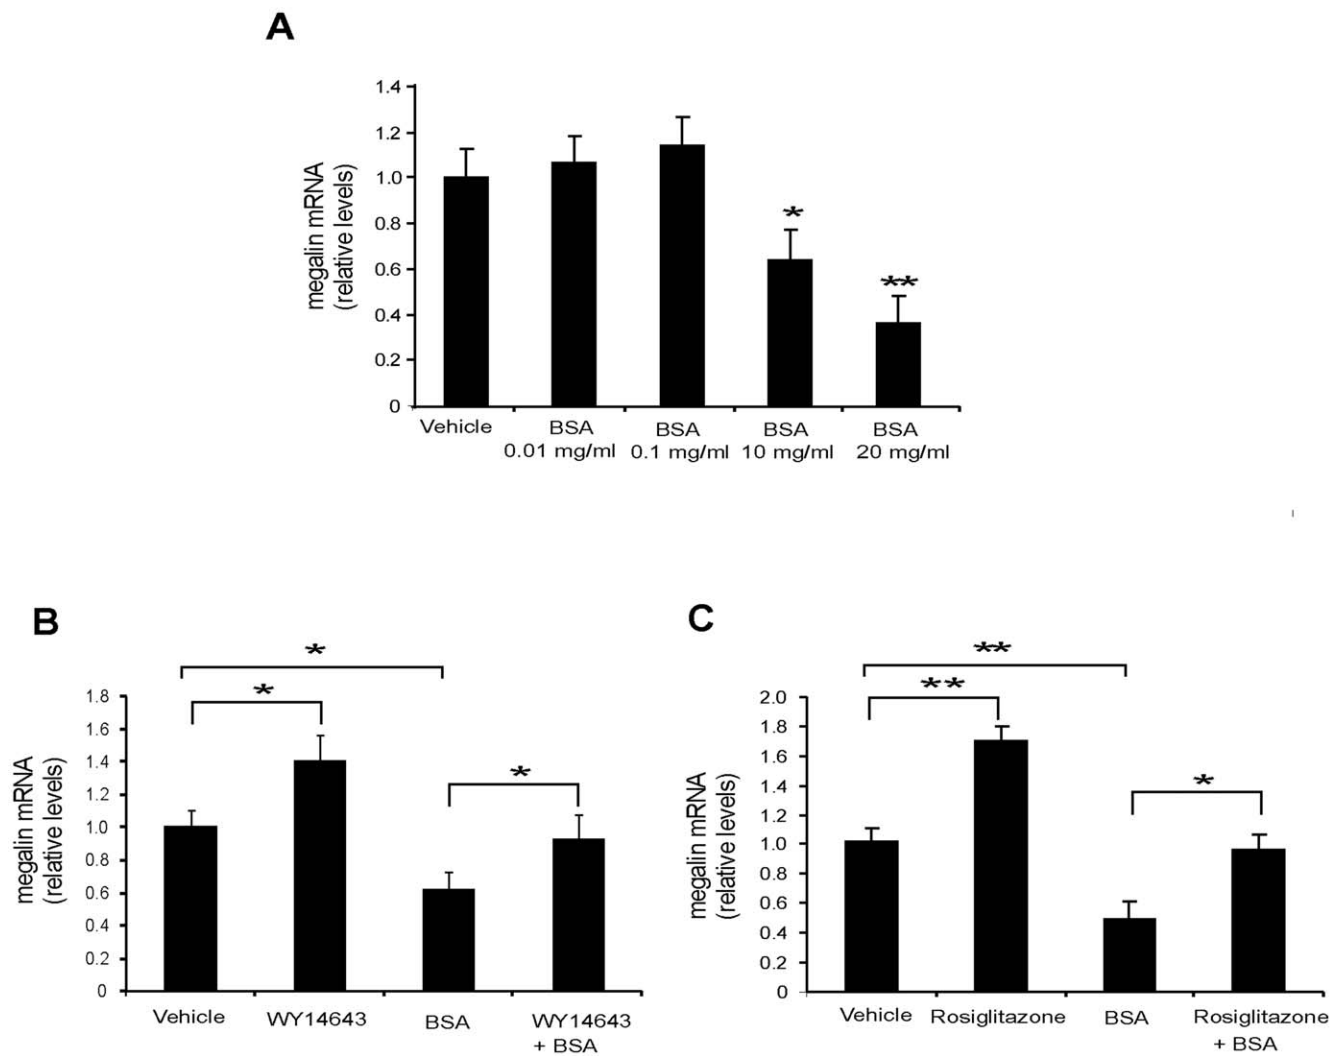 A
megalin mRNA
(relative levels)
1.4
1.2
1.0
0.8
0.6
0.4
0.2
0
*
**
Vehicle
BSA
0.01 mg/ml
BSA
0.1 mg/ml
BSA
10 mg/ml
BSA
20 mg/ml
B
megalin mRNA
(relative levels)
1.8
1.6
1.4
1.2
1.0
0.8
0.6
0.4
0.2
0
*
*
*
Vehicle
WY14643
BSA
WY14643
+ BSA
C
megalin mRNA
(relative levels)
2.0
1.8
1.6
1.4
1.2
1.0
0.8
0.6
0.4
0.2
0
**
**
*
Vehicle
Rosiglitazone
BSA
Rosiglitazone
+ BSA